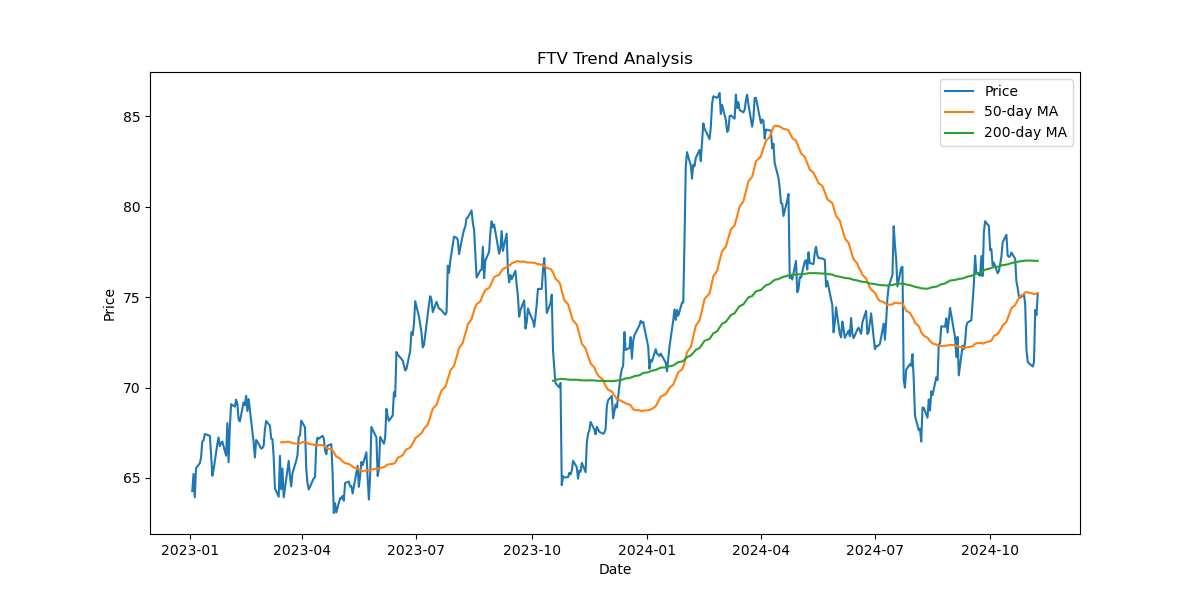 FTV Trend Analysis
Price
50-day MA
200-day MA
85
80
75
70
65
Price
2023-01
2023-04
2023-07
2023-10
2024-01
2024-04
2024-07
2024-10
Date